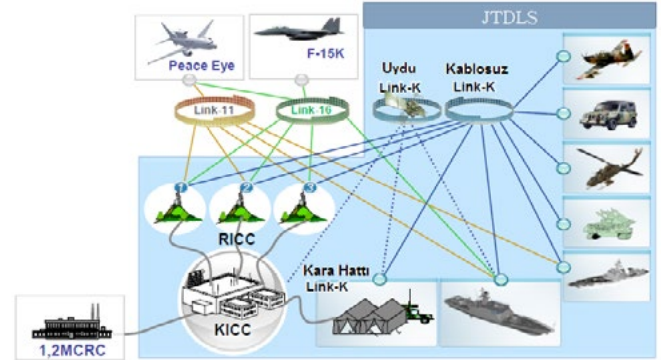 JTDLS
Peace Eye
F-15K
Uydu
Link-K
Kablosuz
Link-K
Link-11
Link-16
1
2
3
RICC
Kara Hattı
Link-K
KICC
1,2MCRC